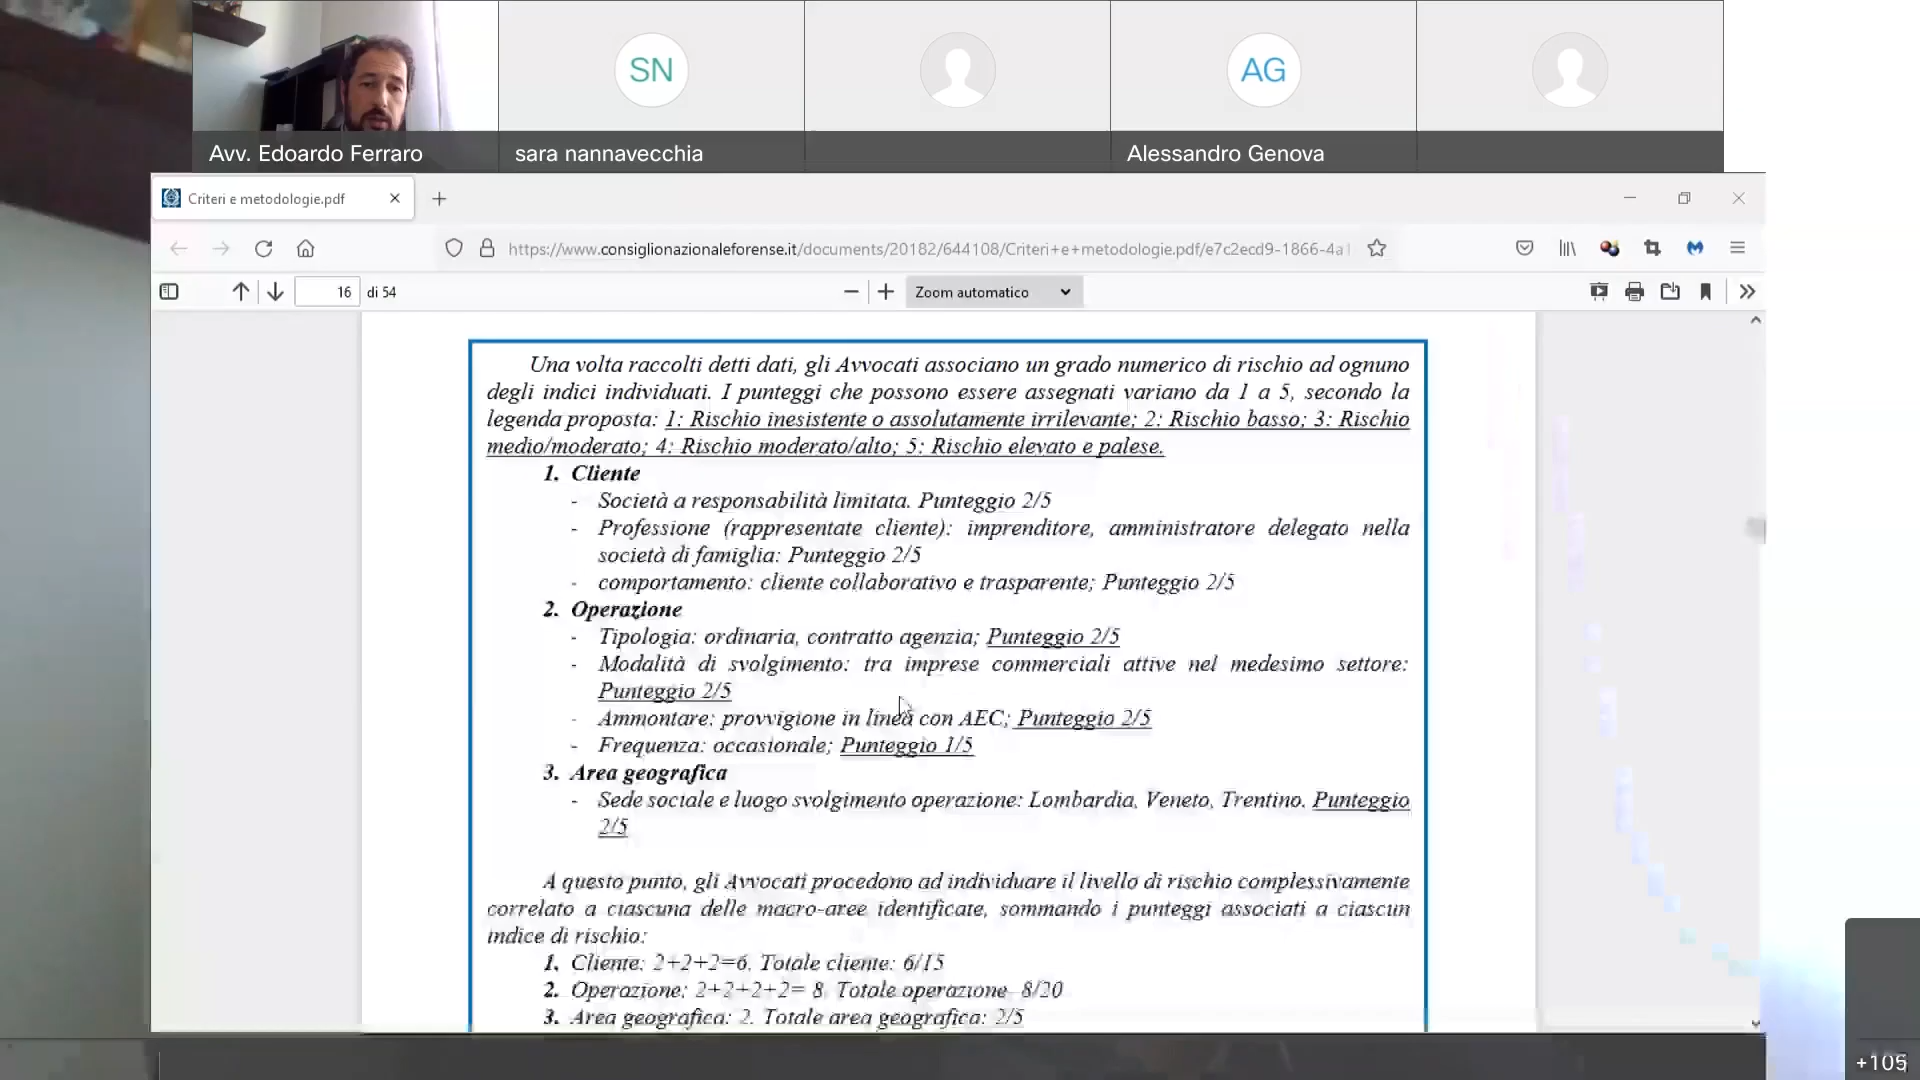 SN
AG
Avv. Edoardo Ferraro
sara nannavecchia
Alessandro Genova
Criteri e metodologie.pdf
https://www.consiglionazionaleforense.it/documents/20182/644108/Criteri+e+metodologie.pdf/e7c2ecd9-1866-4a1
16 di 54
Zoom automatico
Una volta raccolti detti dati, gli Avvocati associano un grado numerico di rischio ad ognuno
degli indici individuati. I punteggi che possono essere assegnati variano da 1 a 5, secondo la
legenda proposta: 1: Rischio inesistente o assolutamente irrilevante; 2: Rischio basso; 3: Rischio
medio/moderato; 4: Rischio moderato/alto; 5: Rischio elevato e palese.
1. Cliente
- Società a responsabilità limitata. Punteggio 2/5
- Professione (rappresentate cliente): imprenditore, amministratore delegato nella
società di famiglia: Punteggio 2/5
- comportamento: cliente collaborativo e trasparente; Punteggio 2/5
2. Operazione
- Tipologia: ordinaria, contratto agenzia; Punteggio 2/5
- Modalità di svolgimento: tra imprese commerciali attive nel medesimo settore:
Punteggio 2/5
- Ammontare: provvigione in linea con AEC; Punteggio 2/5
- Frequenza: occasionale; Punteggio 1/5
3. Area geografica
- Sede sociale e luogo svolgimento operazione: Lombardia, Veneto, Trentino. Punteggio
2/5
A questo punto, gli Avvocati procedono ad individuare il livello di rischio complessivamente
correlato a ciascuna delle macro-aree identificate, sommando i punteggi associati a ciascun
indice di rischio:
1. Cliente: 2+2+2=6. Totale cliente: 6/15
2. Operazione: 2+2+2+2= 8. Totale operazione 8/20
3. Area geografica: 2. Totale area geografica: 2/5
+105